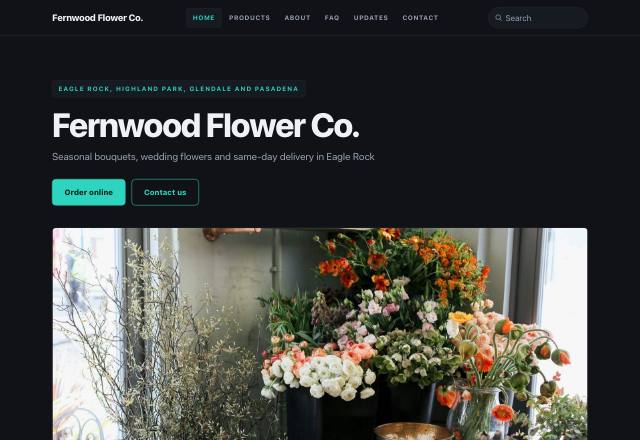 Fernwood Flower Co.
HOME PRODUCTS ABOUT FAQ UPDATES CONTACT
Search
EAGLE ROCK, HIGHLAND PARK, GLENDALE AND PASADENA
Fernwood Flower Co.
Seasonal bouquets, wedding flowers and same-day delivery in Eagle Rock
Order online
Contact us